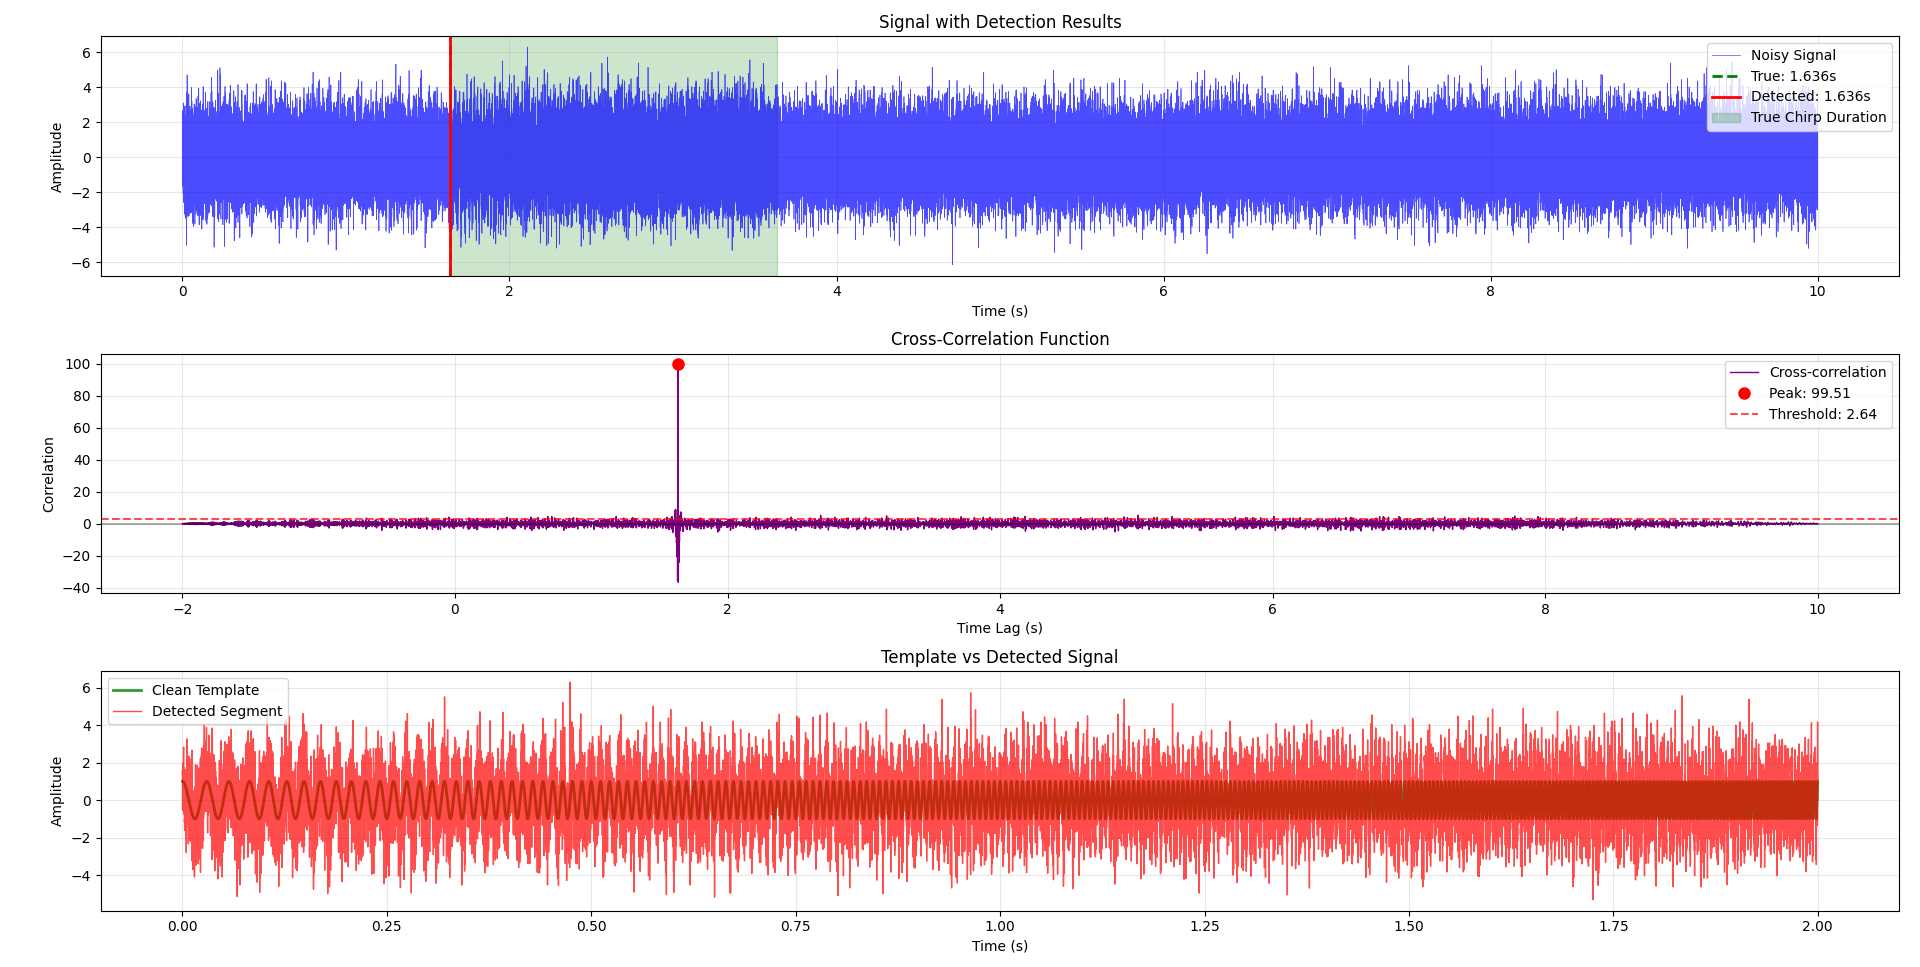 Signal with Detection Results
6
4
2
0
−2
−4
−6
Amplitude
Noisy Signal
True: 1.636s
Detected: 1.636s
True Chirp Duration
0 2 4 6 8 10
Time (s)
Cross-Correlation Function
100
80
60
40
20
0
−20
−40
Correlation
Cross-correlation
Peak: 99.51
Threshold: 2.64
−2 0 2 4 6 8 10
Time Lag (s)
Template vs Detected Signal
6
4
2
0
−2
−4
Amplitude
Clean Template
Detected Segment
0.00 0.25 0.50 0.75 1.00 1.25 1.50 1.75 2.00
Time (s)